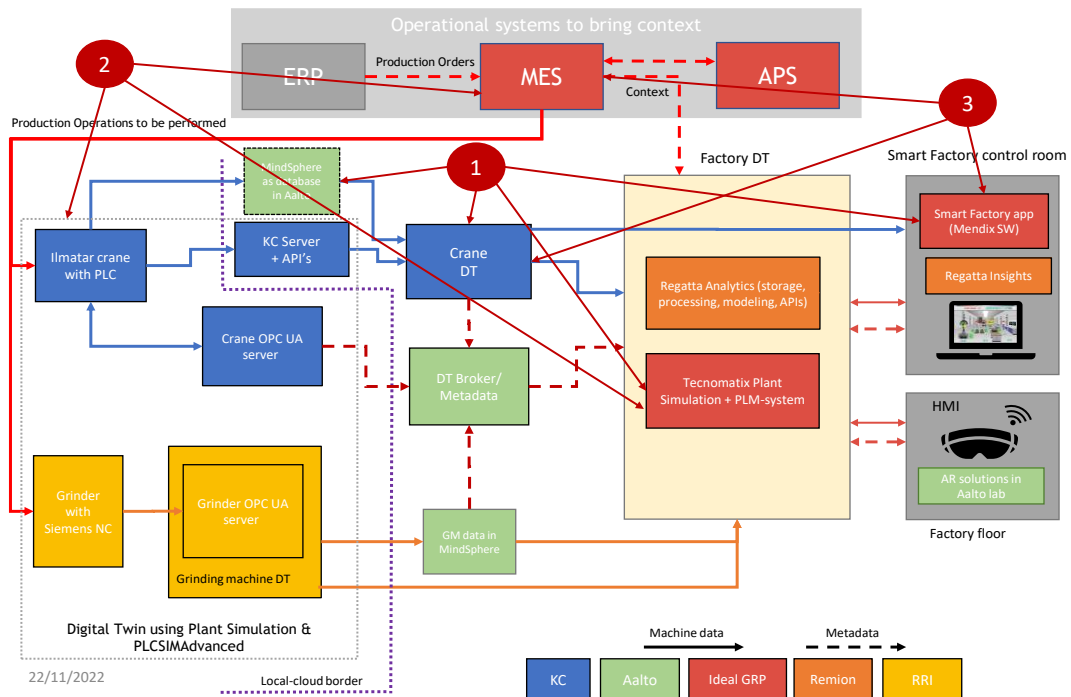 Operational systems to bring context
2
ERP
Production Orders
MES
APS
Context
3
Production Operations to be performed
MindSphere
as database
in Aalto
1
Factory DT
Smart Factory control room
Ilmatar crane
with PLC
KC Server
+ API's
Crane
DT
Smart Factory app
(Mendix SW)
Regatta Analytics (storage,
processing, modeling, APIs)
Regatta Insights
Crane OPC UA
server
DT Broker/
Metadata
Tecnomatix Plant
Simulation + PLM-system
HMI
Grinder
with
Siemens NC
Grinder OPC UA
server
AR solutions in
Aalto lab
GM data in
MindSphere
Factory floor
Grinding machine DT
Digital Twin using Plant Simulation &
PLCSIMAdvanced
Machine data
Metadata
22/11/2022
Local-cloud border
KC
Aalto
Ideal GRP
Remion
RRI